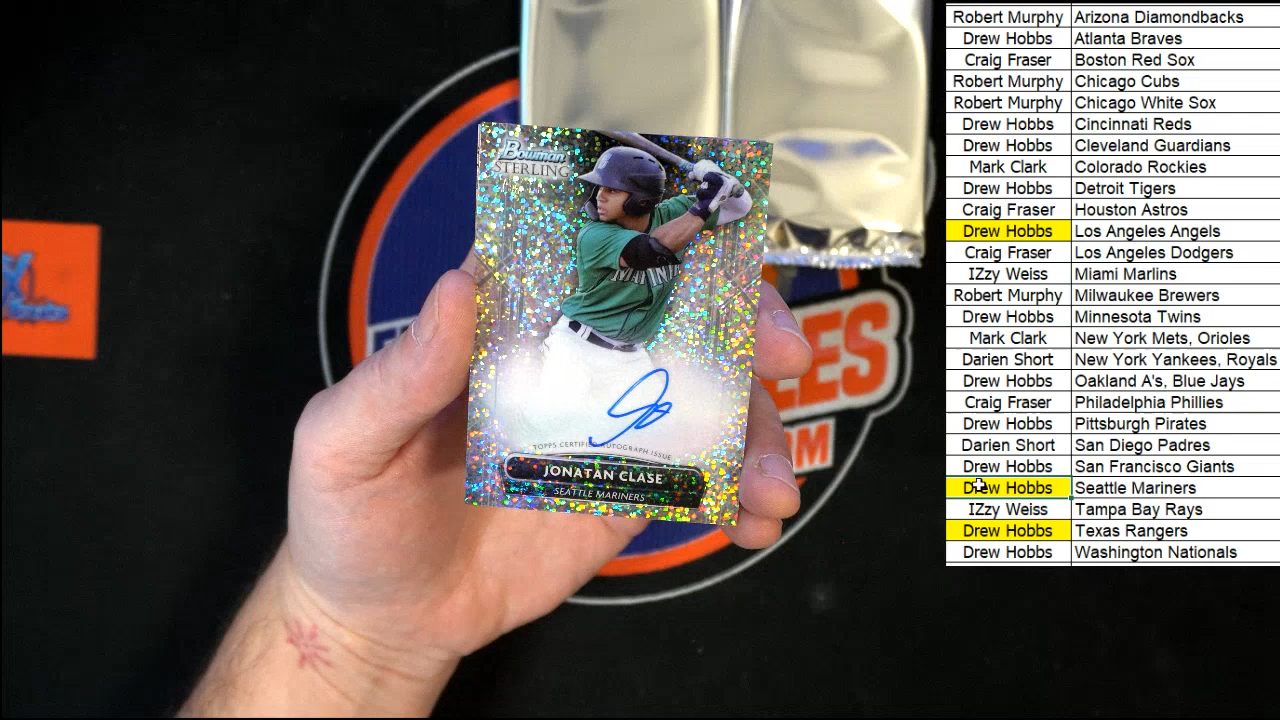 Bowman
STERLING
MARINERS
TOPPS CERTIFIED AUTOGRAPH ISSUE
JONATAN CLASE
SEATTLE MARINERS
LES
OM
Robert Murphy Arizona Diamondbacks
Drew Hobbs Atlanta Braves
Craig Fraser Boston Red Sox
Robert Murphy Chicago Cubs
Robert Murphy Chicago White Sox
Drew Hobbs Cincinnati Reds
Drew Hobbs Cleveland Guardians
Mark Clark Colorado Rockies
Drew Hobbs Detroit Tigers
Craig Fraser Houston Astros
Drew Hobbs Los Angeles Angels
Craig Fraser Los Angeles Dodgers
IZzy Weiss Miami Marlins
Robert Murphy Milwaukee Brewers
Drew Hobbs Minnesota Twins
Mark Clark New York Mets, Orioles
Darien Short New York Yankees, Royals
Drew Hobbs Oakland A's, Blue Jays
Craig Fraser Philadelphia Phillies
Drew Hobbs Pittsburgh Pirates
Darien Short San Diego Padres
Drew Hobbs San Francisco Giants
Drew Hobbs Seattle Mariners
IZzy Weiss Tampa Bay Rays
Drew Hobbs Texas Rangers
Drew Hobbs Washington Nationals